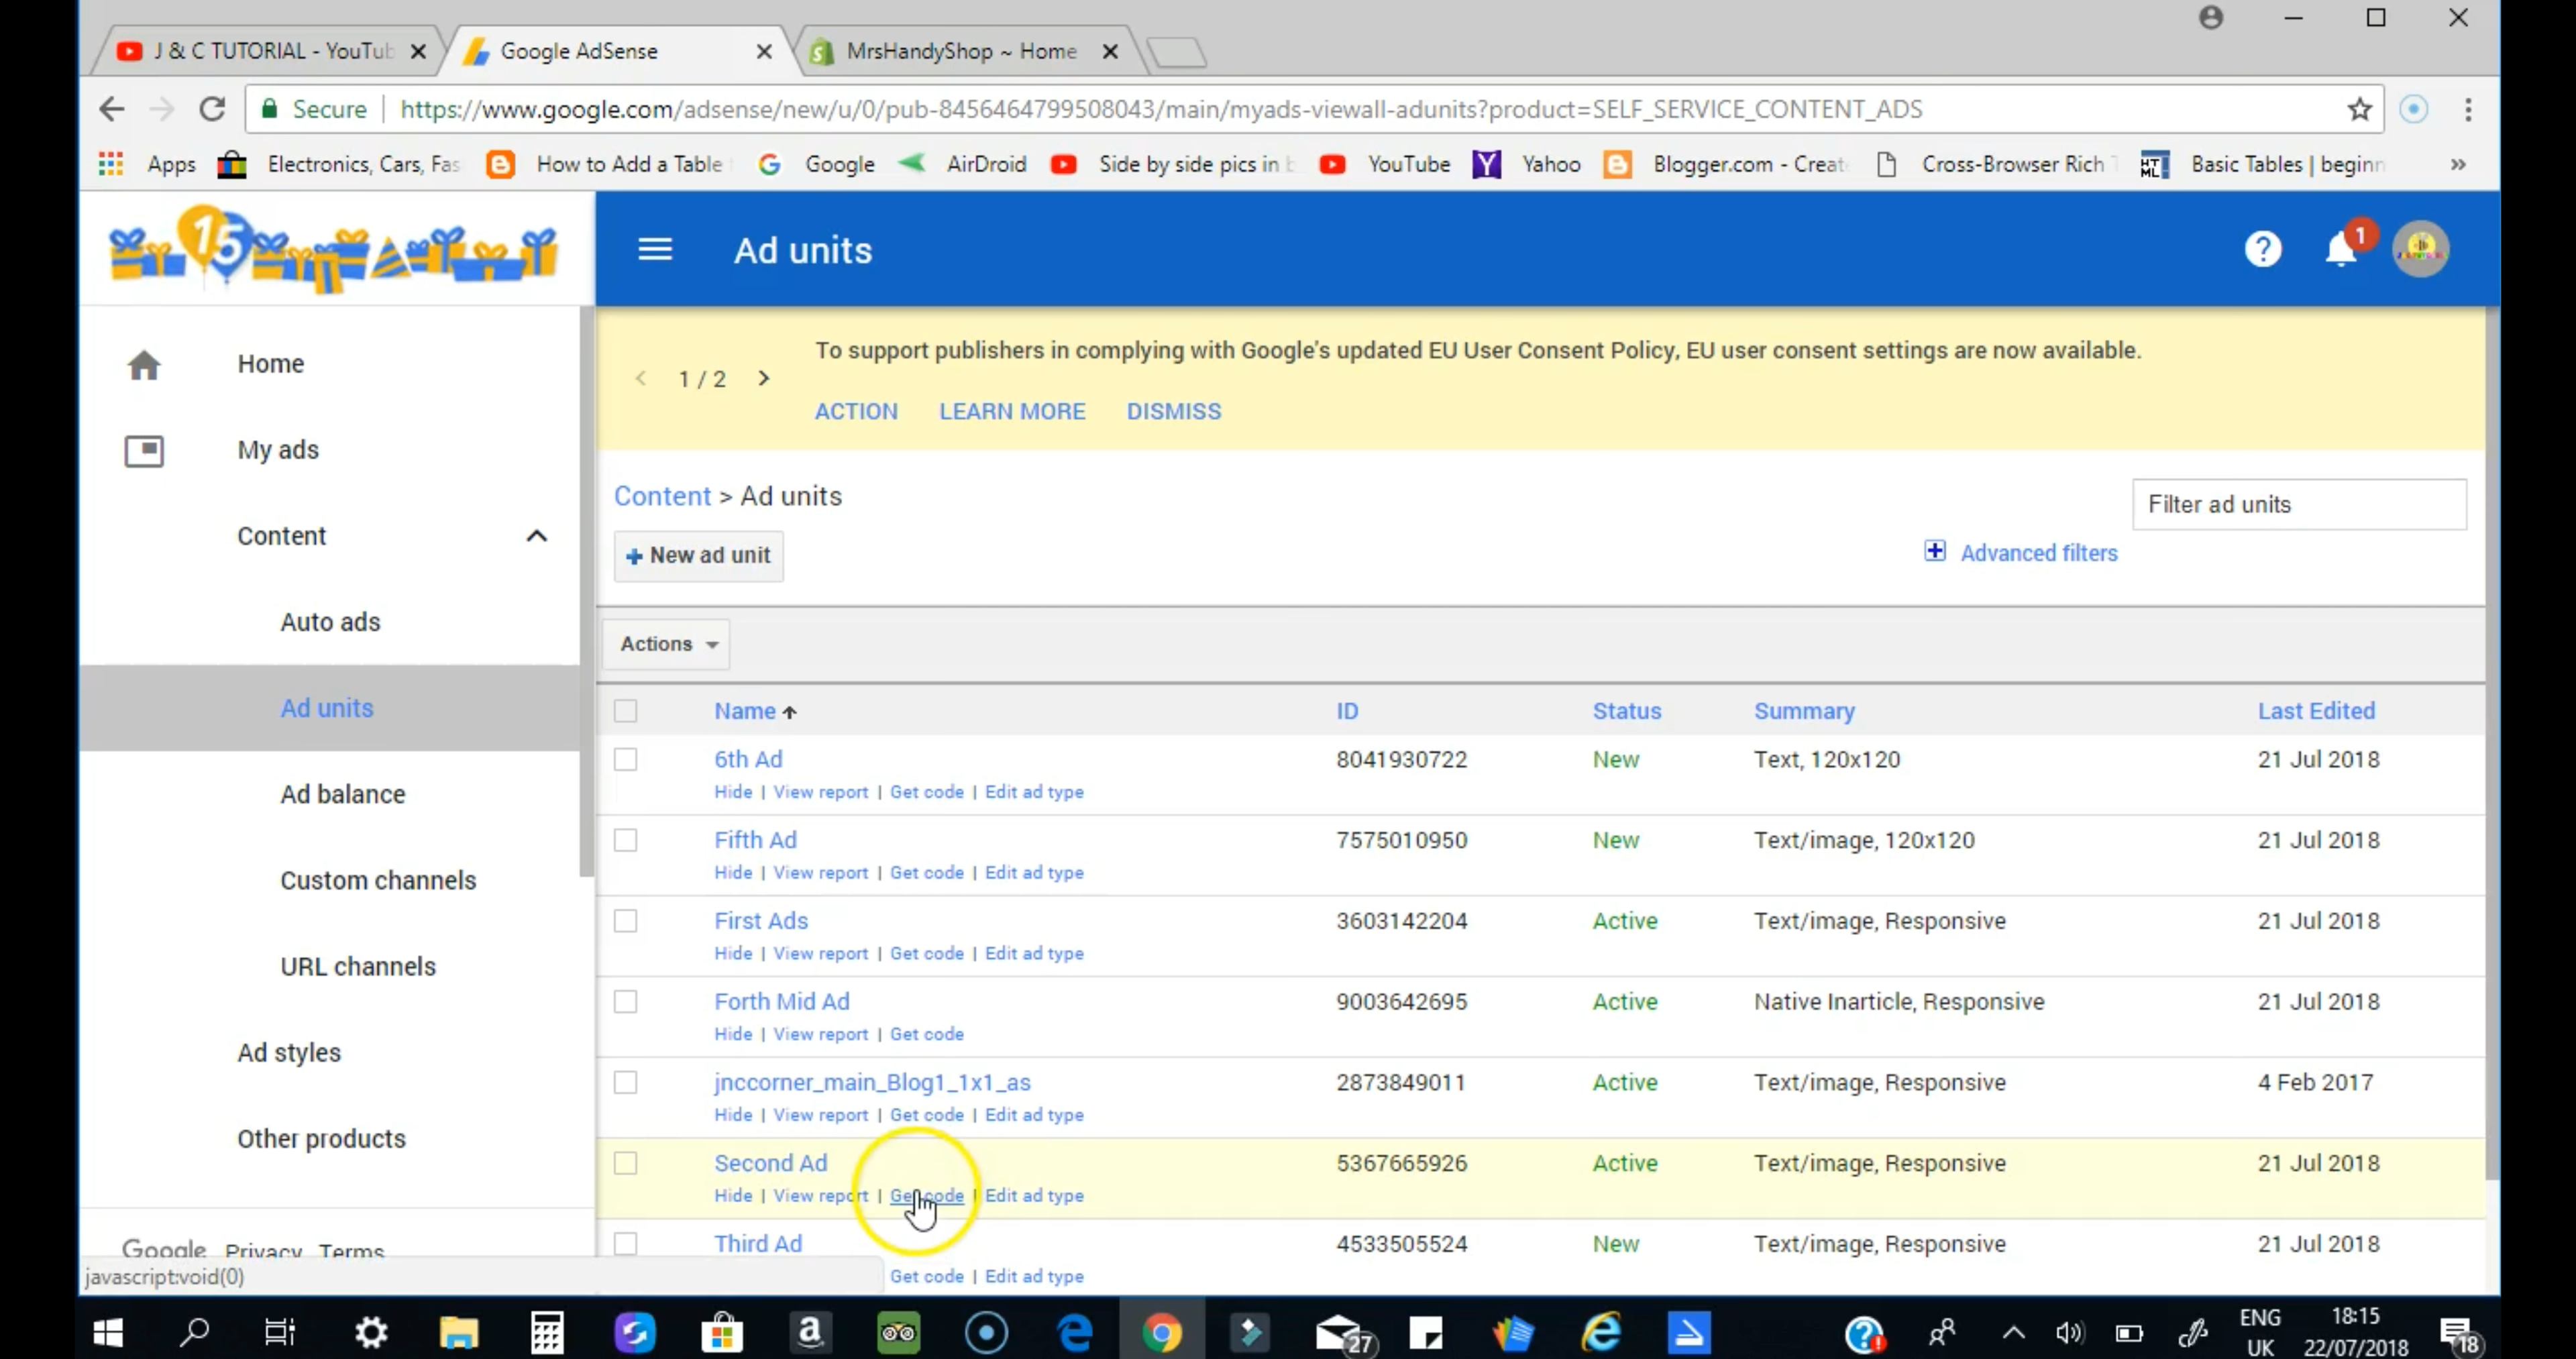 J & C TUTORIAL - YouTub
Google AdSense
MrsHandyShop ~ Home
Secure https://www.google.com/adsense/new/u/0/pub-8456464799508043/main/myads-viewall-adunits?product=SELF_SERVICE_CONTENT_ADS
Apps Electronics, Cars, Fas How to Add a Table Google AirDroid Side by side pics in b YouTube Yahoo Blogger.com - Creat Cross-Browser Rich T Basic Tables | beginn »
15
Ad units
? 1
To support publishers in complying with Google's updated EU User Consent Policy, EU user consent settings are now available.
1 / 2
ACTION LEARN MORE DISMISS
Home
My ads
Content
Auto ads
Ad units
Ad balance
Custom channels
URL channels
Ad styles
Other products
Google Privacy Terms
javascript:void(0)
Content > Ad units
Filter ad units
New ad unit
Advanced filters
Actions
Name ID Status Summary Last Edited
6th Ad 8041930722 New Text, 120x120 21 Jul 2018
Hide | View report | Get code | Edit ad type
Fifth Ad 7575010950 New Text/image, 120x120 21 Jul 2018
Hide | View report | Get code | Edit ad type
First Ads 3603142204 Active Text/image, Responsive 21 Jul 2018
Hide | View report | Get code | Edit ad type
Forth Mid Ad 9003642695 Active Native Inarticle, Responsive 21 Jul 2018
Hide | View report | Get code
jnccorner_main_Blog1_1x1_as 2873849011 Active Text/image, Responsive 4 Feb 2017
Hide | View report | Get code | Edit ad type
Second Ad 5367665926 Active Text/image, Responsive 21 Jul 2018
Hide | View report | Get code | Edit ad type
Third Ad 4533505524 New Text/image, Responsive 21 Jul 2018
Get code | Edit ad type
27
ENG
UK
18:15
22/07/2018
18